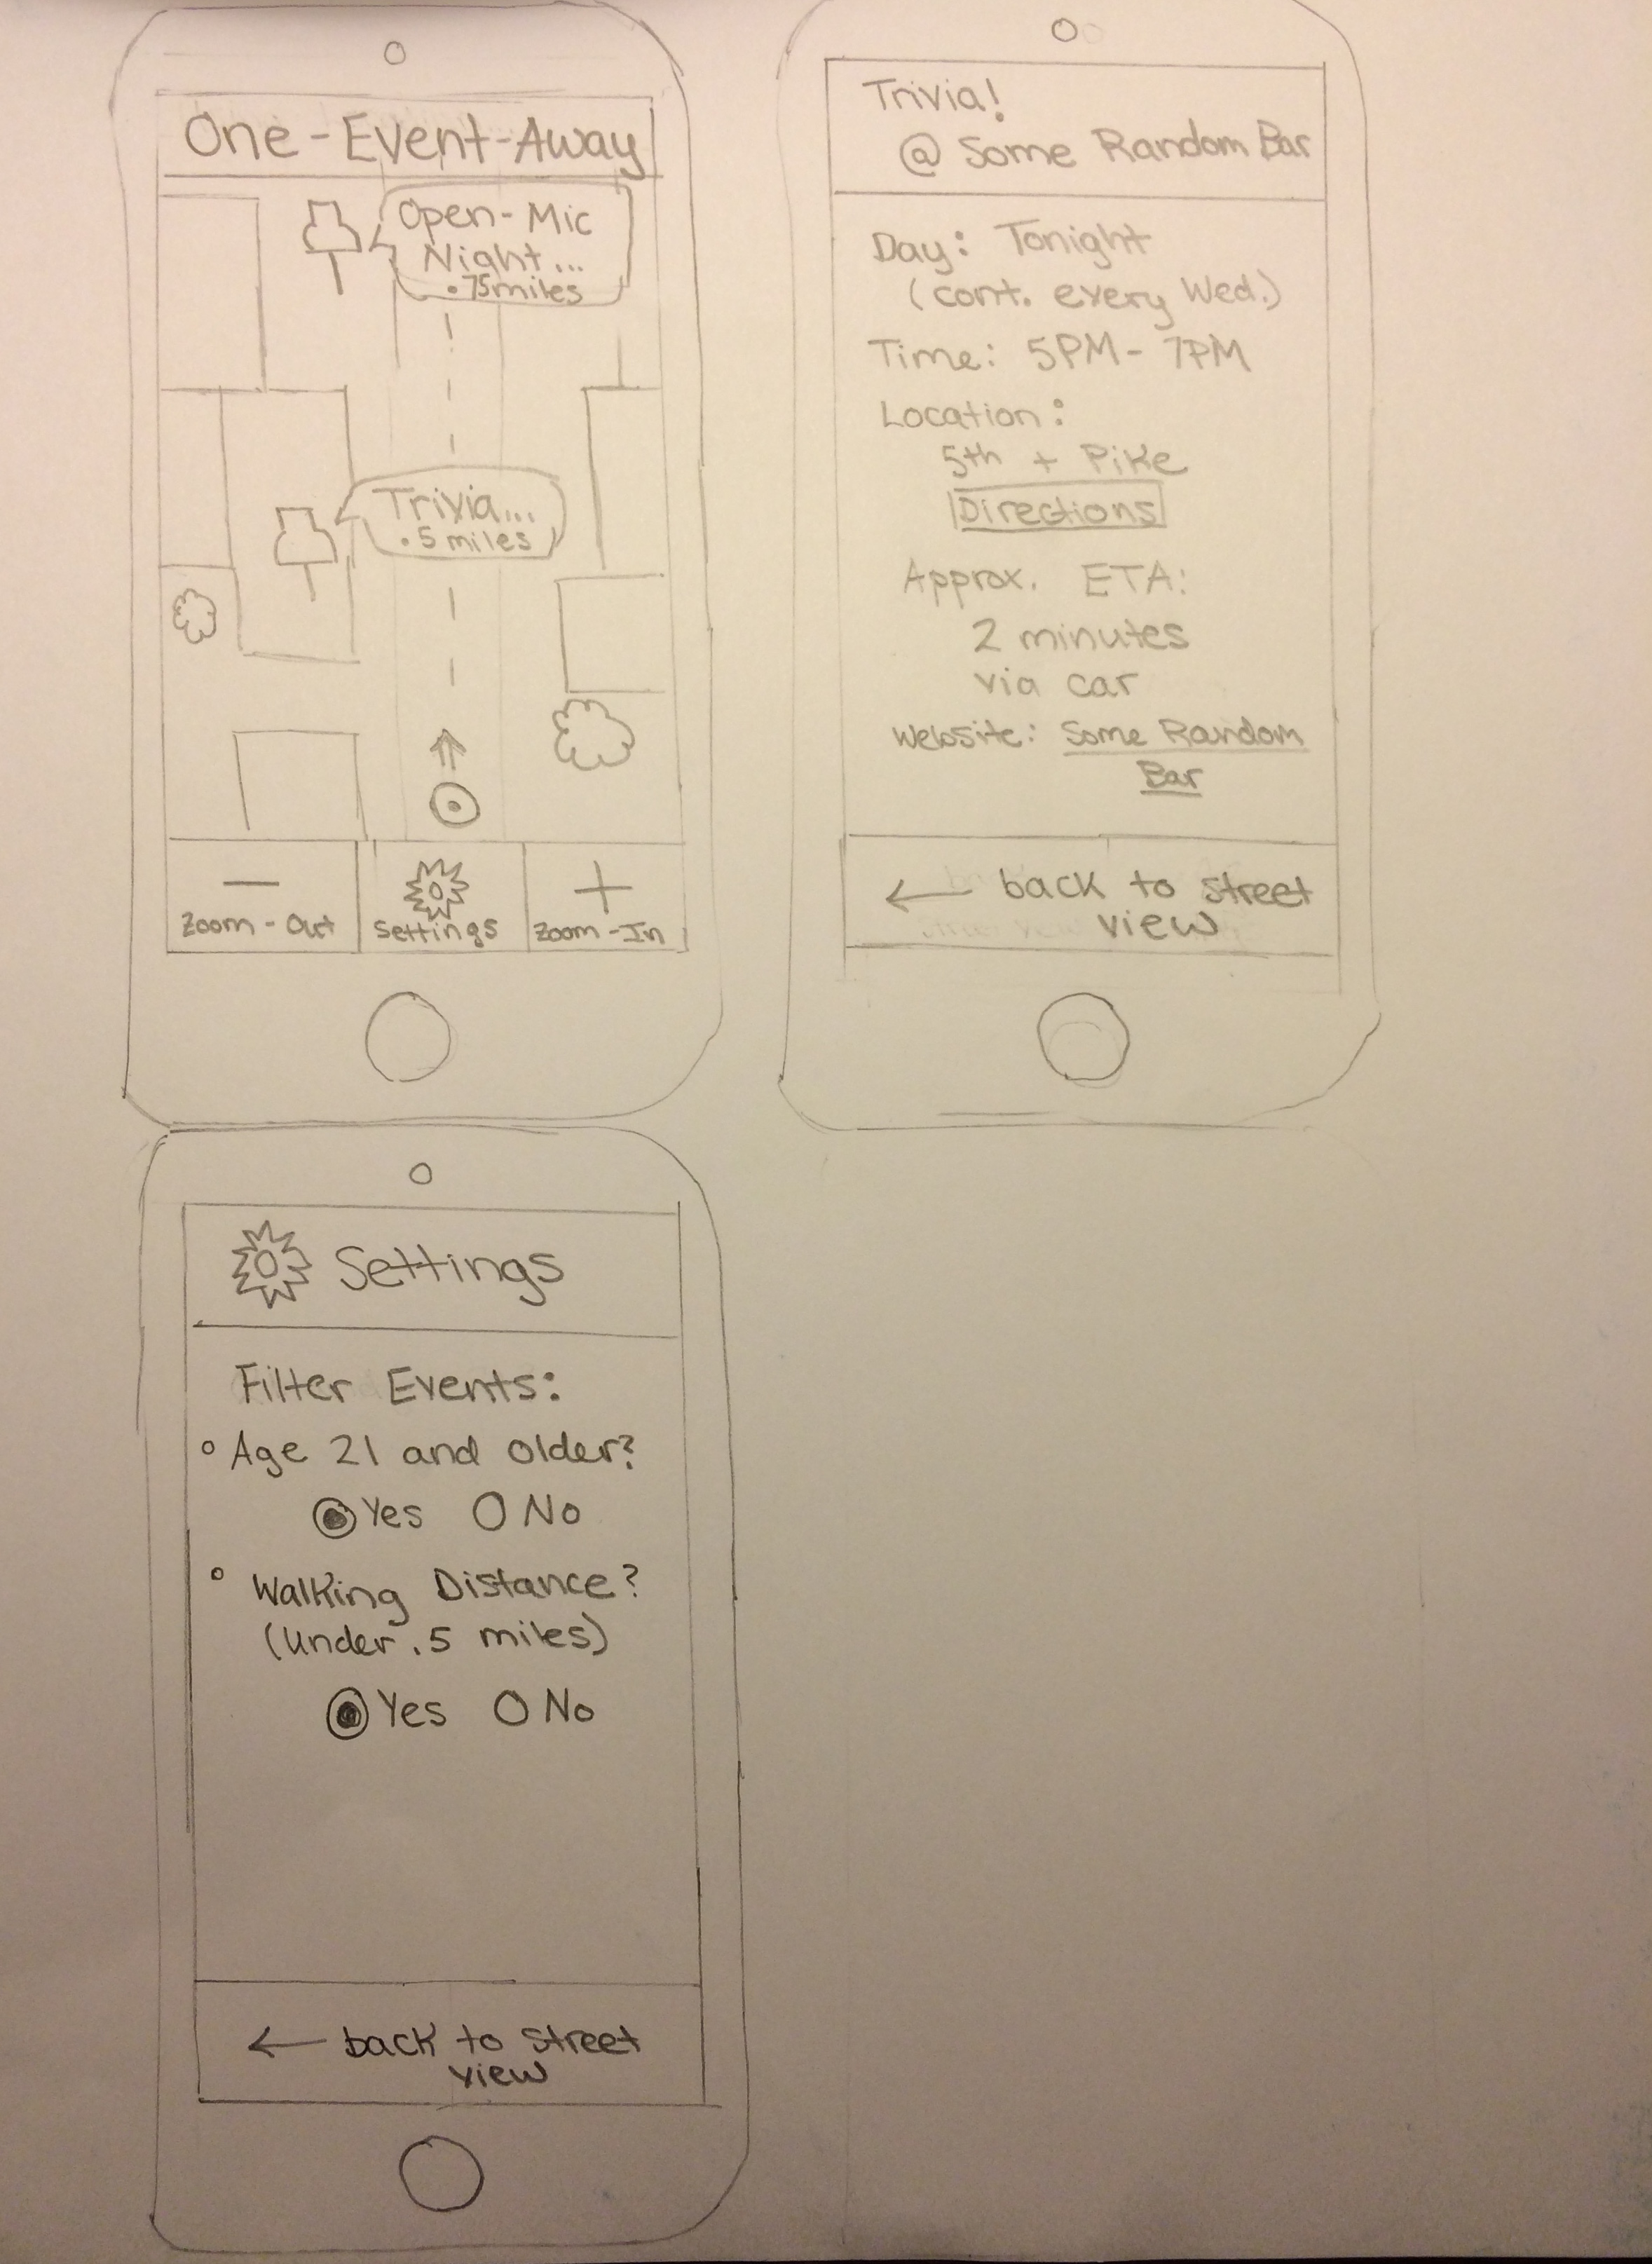 One-Event-Away
Open-Mic
Night...
.75miles
Trivia...
.5 miles
Zoom-Out
Settings
Zoom-In
Trivia!
@ Some Random Bar
Day: Tonight
(cont. every Wed.)
Time: 5PM- 7PM
Location:
5th + Pike
Directions
Approx. ETA:
2 minutes
via car
Website: Some Random
Bar
← back to street
view
Settings
Filter Events:
Age 21 and older?
Yes No
Walking Distance?
(under .5 miles)
Yes No
← back to street
view